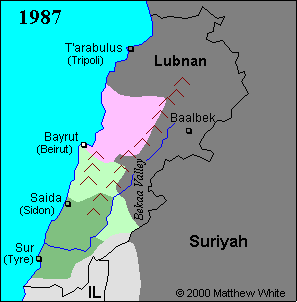 1987
T'arabulus
(Tripoli)
Lubnan
Baalbek
Bayrut
(Beirut)
Bekaa Valley
Saida
(Sidon)
Suriyah
Sur
(Tyre)
IL
© 2000 Matthew White